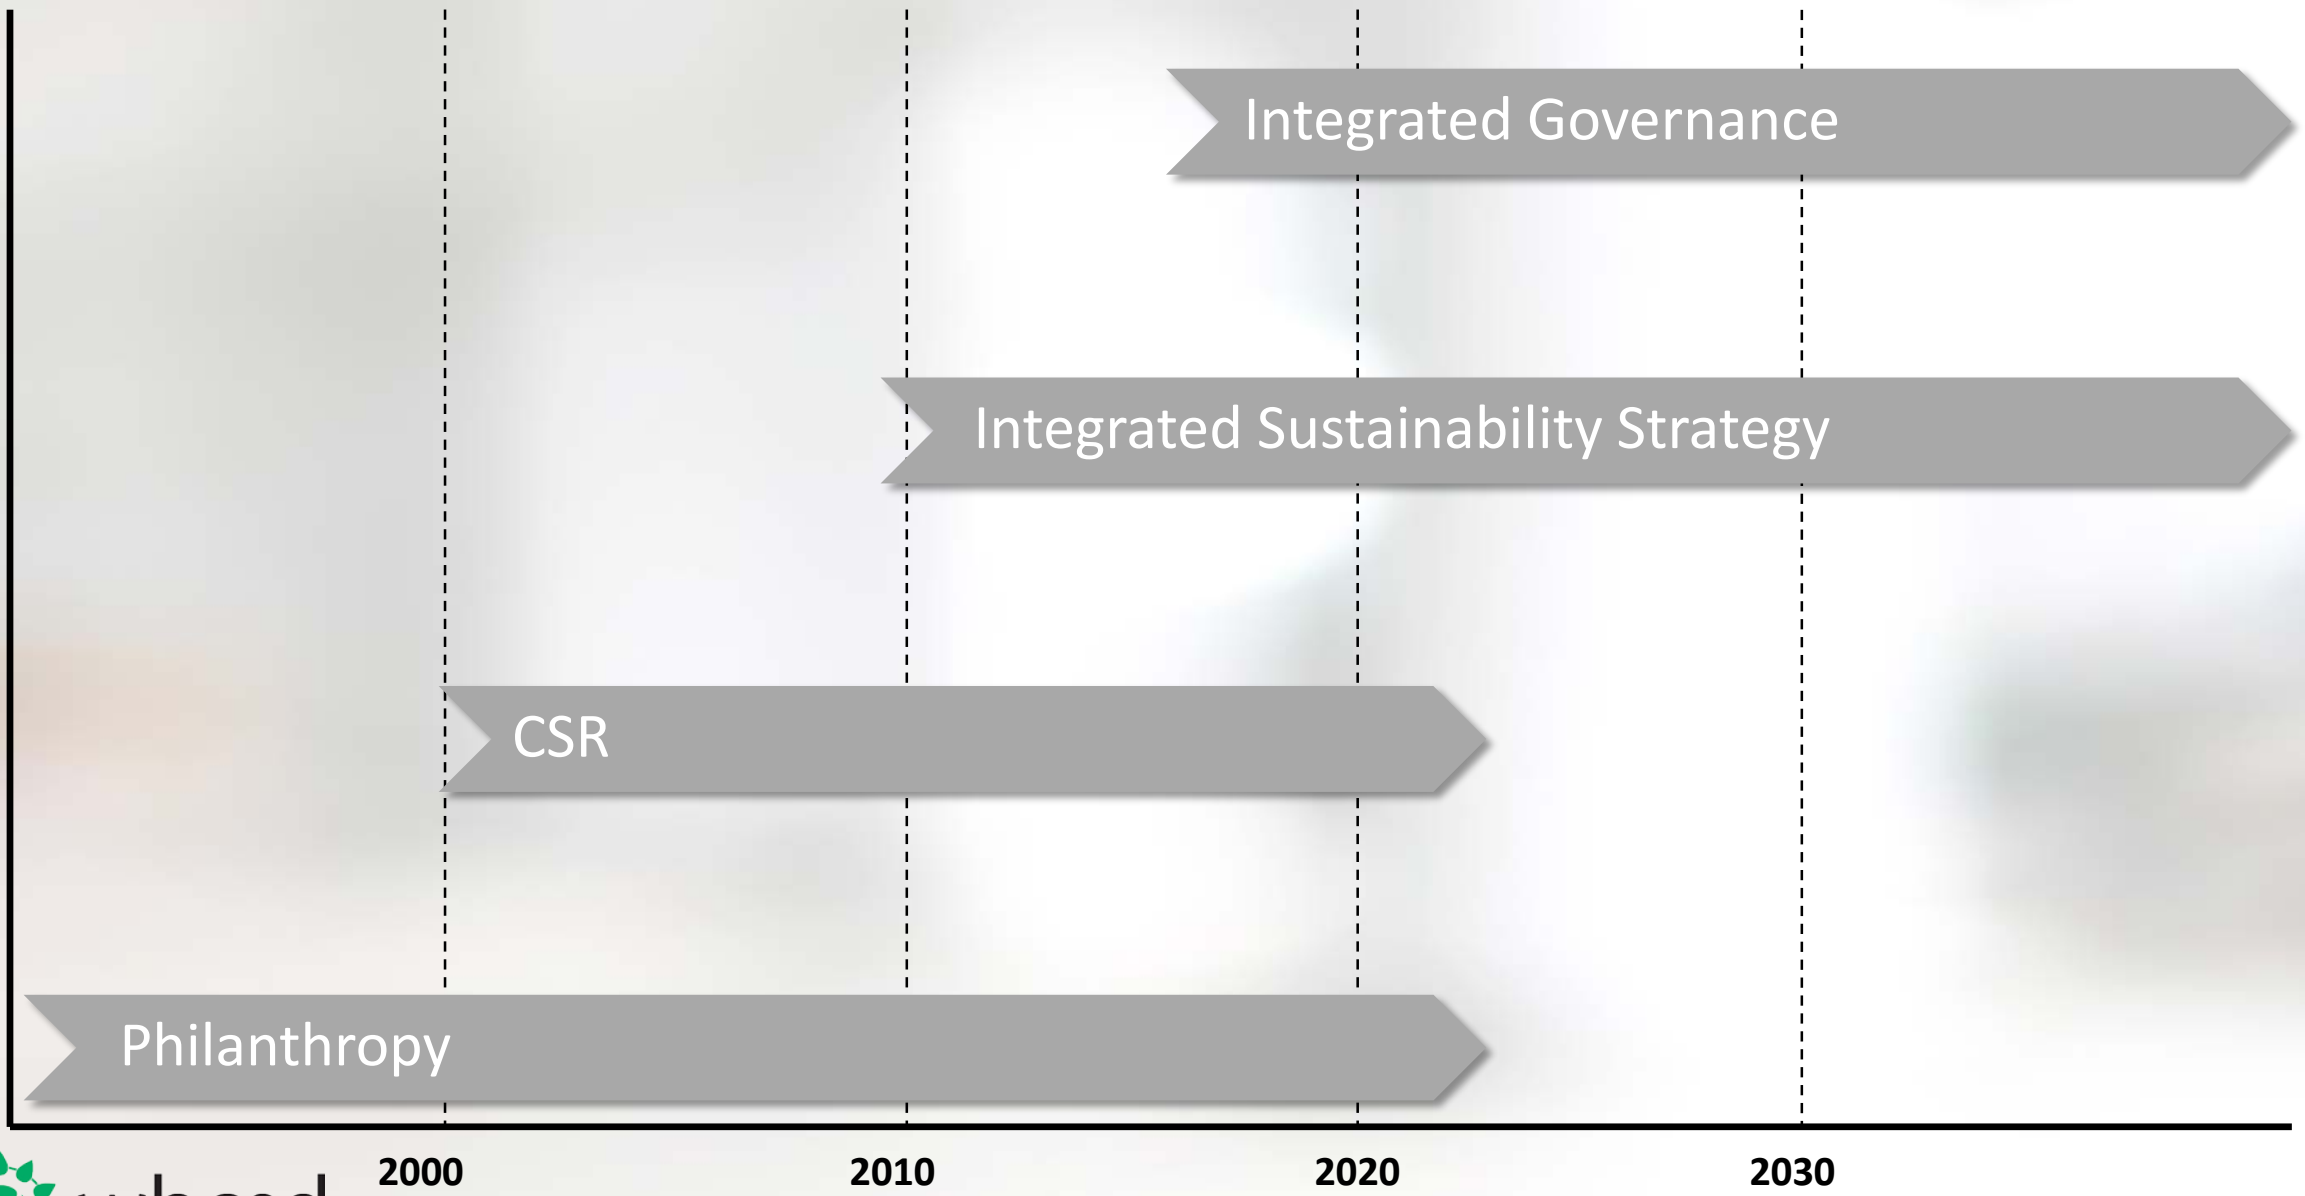 Integrated Governance
Integrated Sustainability Strategy
CSR
Philanthropy
2000 2010 2020 2030